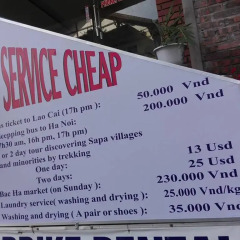 SERVICE CHEAP
ticket to Lao Cai (17h pm ): 50.000 Vnd
eepping bus to Ha Noi: 200.000 Vnd
7h30 am, 16h pm, 17h pm)
or 2 day tour discovering Sapa villages
and minorities by trekking
One day: 13 Usd
Two days: 25 Usd
Bac Ha market (on Sunday ): 230.000 Vnd
Laundry service( washing and drying ): 25.000 Vnd/kg
Washing and drying ( A pair or shoes ): 35.000 Vnd